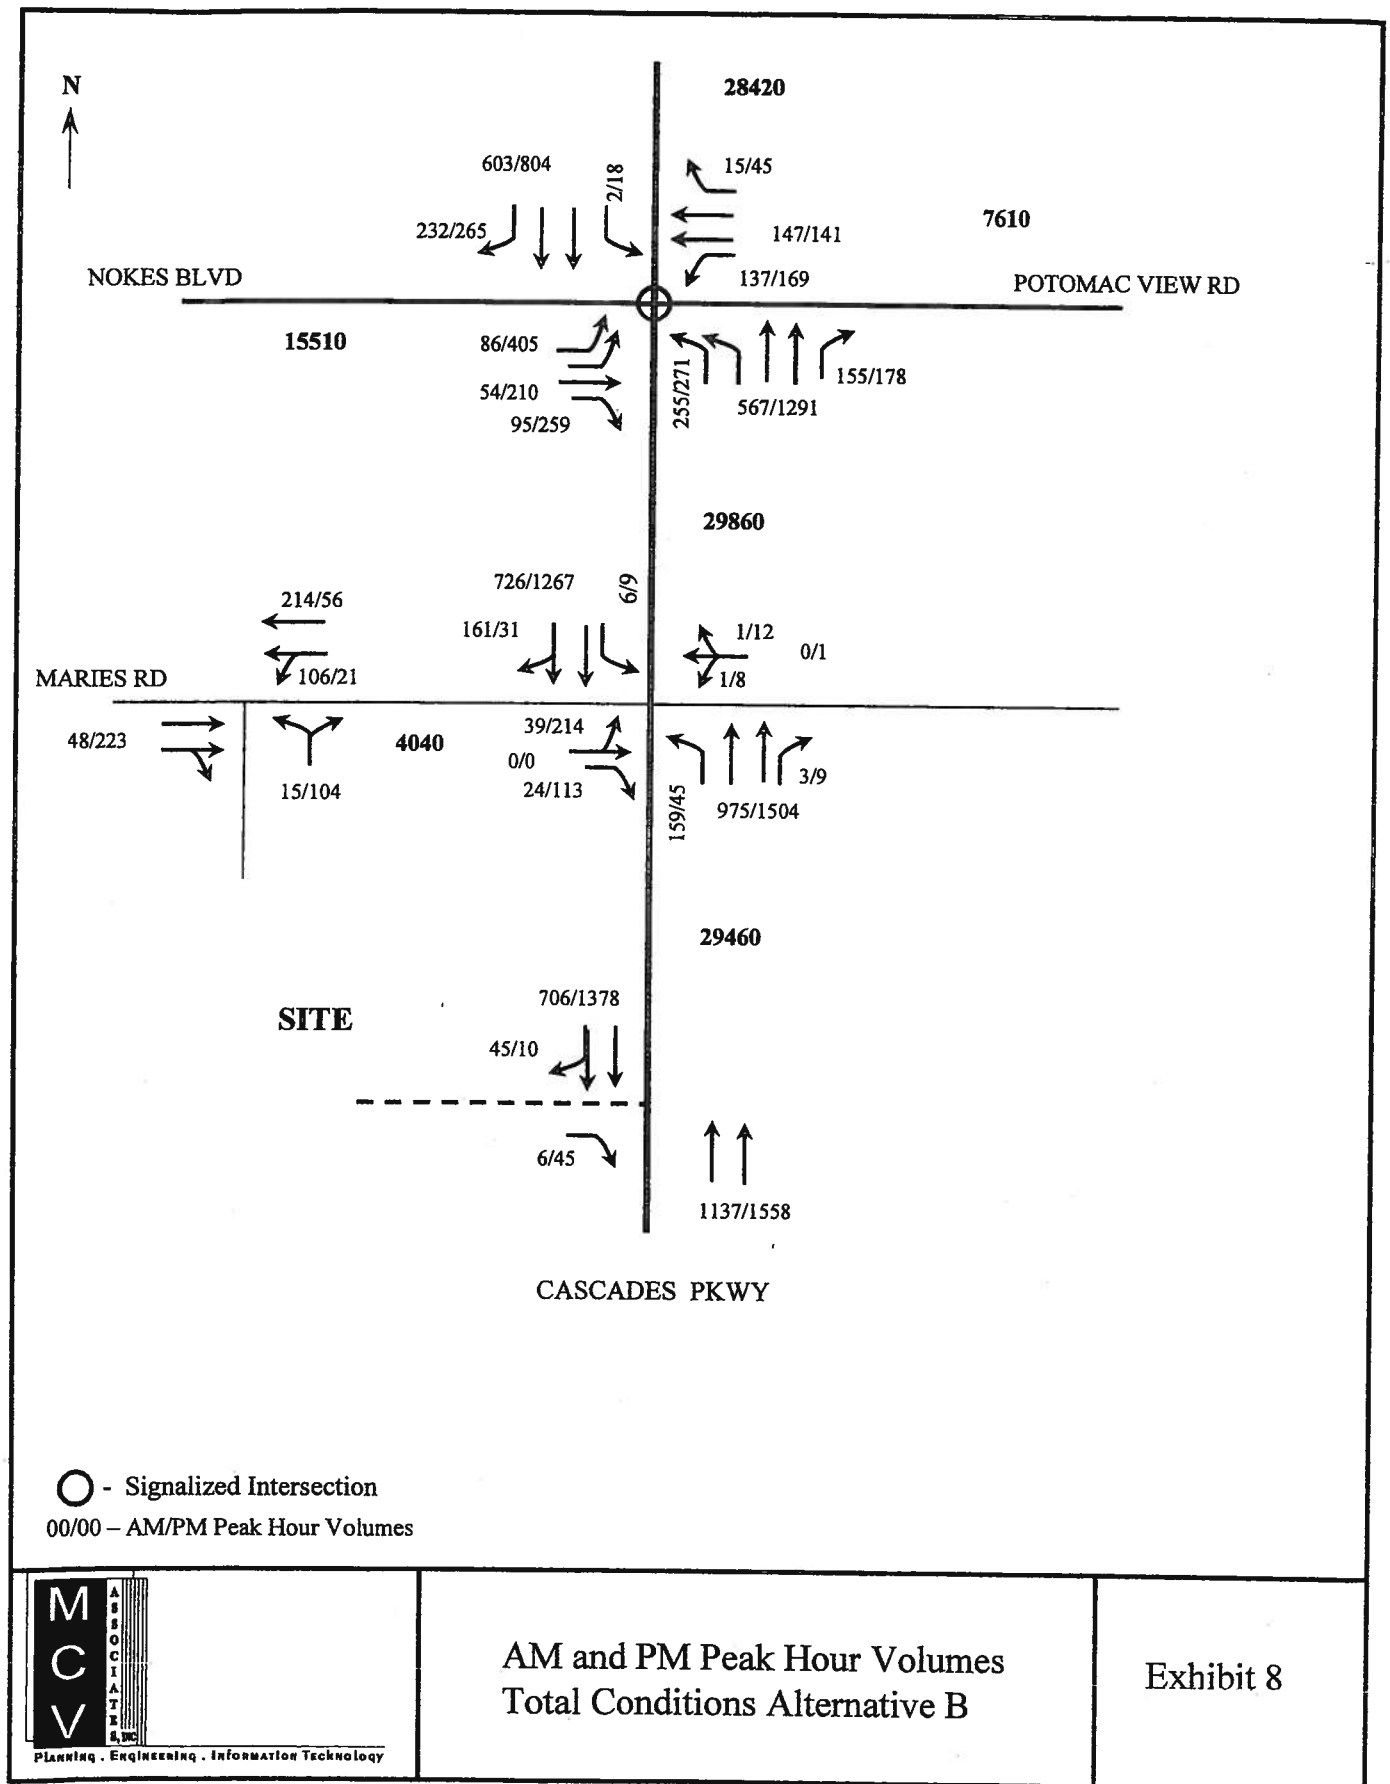 N
28420
603/804
2/18
15/45
232/265
147/141
7610
137/169
NOKES BLVD
POTOMAC VIEW RD
15510
86/405
54/210
95/259
255/271
567/1291
155/178
29860
726/1267
6/9
214/56
161/31
1/12
0/1
MARIES RD
106/21
1/8
48/223
15/104
4040
39/214
0/0
24/113
159/45
975/1504
3/9
29460
SITE
706/1378
45/10
6/45
1137/1558
CASCADES PKWY
- Signalized Intersection
00/00 – AM/PM Peak Hour Volumes
MCV
ASSOCIATES, INC
Planning . Engineering . Information Technology
AM and PM Peak Hour Volumes
Total Conditions Alternative B
Exhibit 8